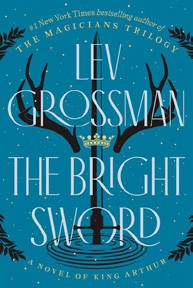 #1 New York Times bestselling author of
THE MAGICIANS TRILOGY
LEV
GROSSMAN
THE BRIGHT
SWORD
A NOVEL OF KING ARTHUR